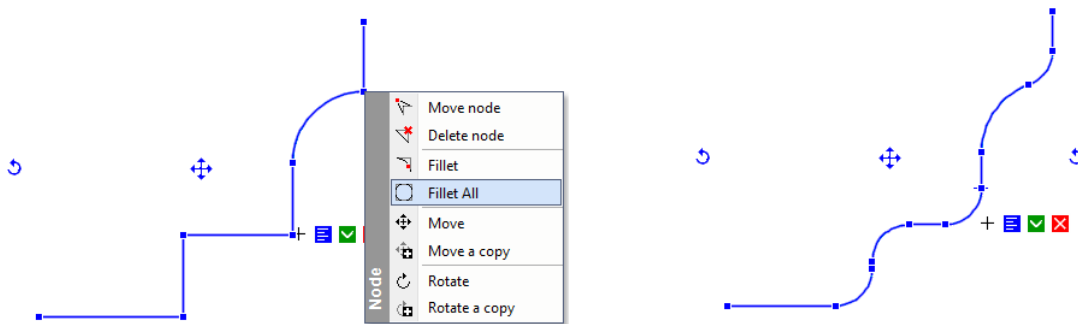 Move node
Delete node
Fillet
Fillet All
Move
Move a copy
Rotate
Rotate a copy
Node